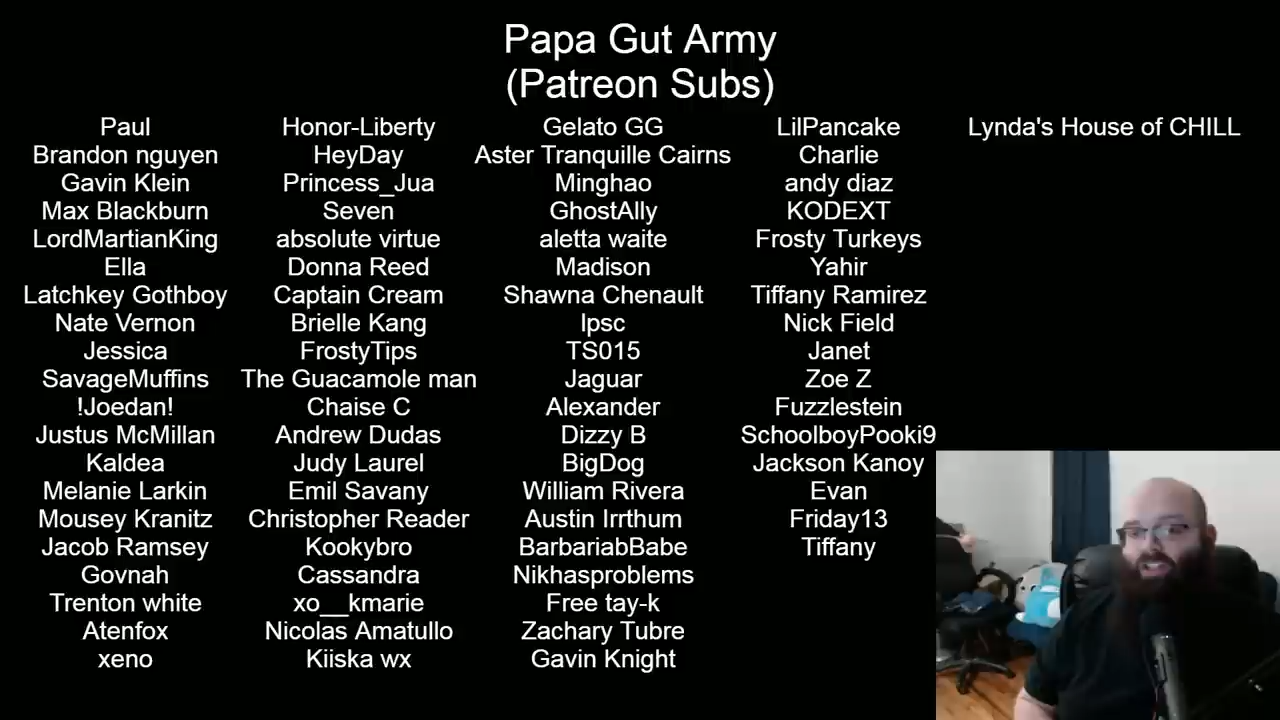 Papa Gut Army
(Patreon Subs)
Paul
Brandon nguyen
Gavin Klein
Max Blackburn
LordMartianKing
Ella
Latchkey Gothboy
Nate Vernon
Jessica
SavageMuffins
!Joedan!
Justus McMillan
Kaldea
Melanie Larkin
Mousey Kranitz
Jacob Ramsey
Govnah
Trenton white
Atenfox
xeno
Honor-Liberty
HeyDay
Princess_Jua
Seven
absolute virtue
Donna Reed
Captain Cream
Brielle Kang
FrostyTips
The Guacamole man
Chaise C
Andrew Dudas
Judy Laurel
Emil Savany
Christopher Reader
Kookybro
Cassandra
xo__kmarie
Nicolas Amatullo
Kiiska wx
Gelato GG
Aster Tranquille Cairns
Minghao
GhostAlly
aletta waite
Madison
Shawna Chenault
lpsc
TS015
Jaguar
Alexander
Dizzy B
BigDog
William Rivera
Austin Irrthum
BarbariabBabe
Nikhasproblems
Free tay-k
Zachary Tubre
Gavin Knight
LilPancake
Charlie
andy diaz
KODEXT
Frosty Turkeys
Yahir
Tiffany Ramirez
Nick Field
Janet
Zoe Z
Fuzzlestein
SchoolboyPooki9
Jackson Kanoy
Evan
Friday13
Tiffany
Lynda's House of CHILL